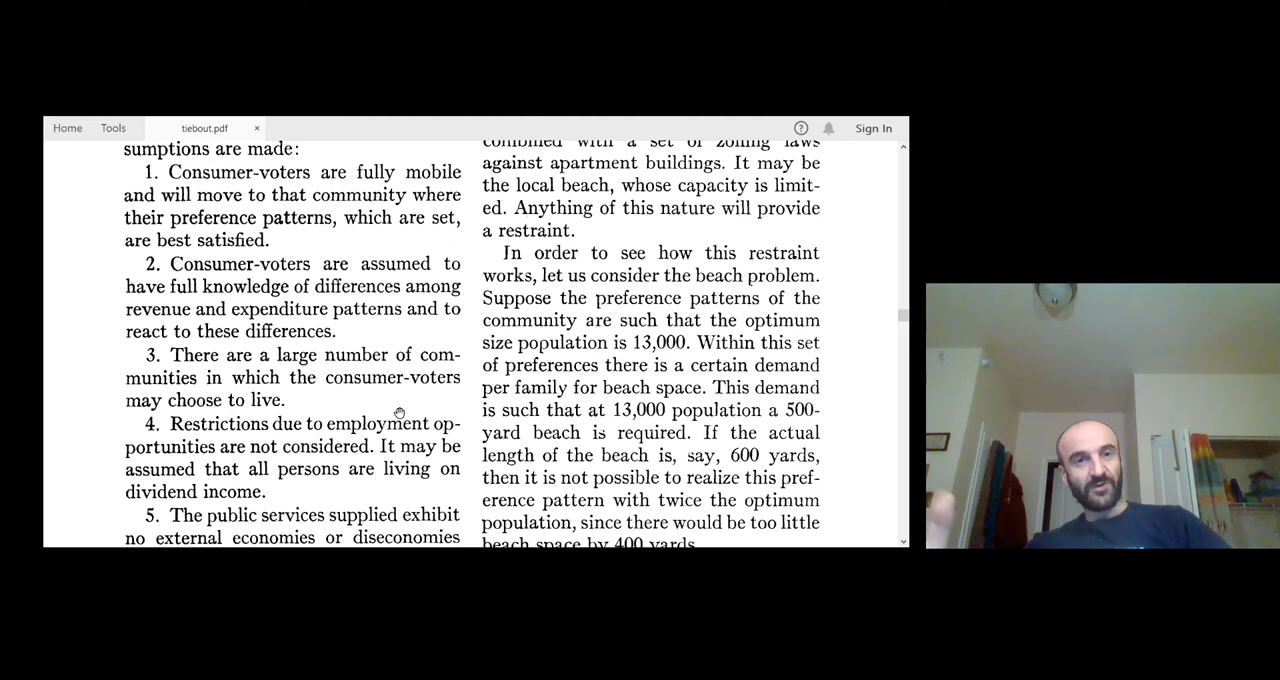 Home Tools tiebout.pdf × ? Sign In
sumptions are made:
1. Consumer-voters are fully mobile
and will move to that community where
their preference patterns, which are set,
are best satisfied.
2. Consumer-voters are assumed to
have full knowledge of differences among
revenue and expenditure patterns and to
react to these differences.
3. There are a large number of com-
munities in which the consumer-voters
may choose to live.
4. Restrictions due to employment op-
portunities are not considered. It may be
assumed that all persons are living on
dividend income.
5. The public services supplied exhibit
no external economies or diseconomies
combined with a set of zoning laws
against apartment buildings. It may be
the local beach, whose capacity is limit-
ed. Anything of this nature will provide
a restraint.
In order to see how this restraint
works, let us consider the beach problem.
Suppose the preference patterns of the
community are such that the optimum
size population is 13,000. Within this set
of preferences there is a certain demand
per family for beach space. This demand
is such that at 13,000 population a 500-
yard beach is required. If the actual
length of the beach is, say, 600 yards,
then it is not possible to realize this pref-
erence pattern with twice the optimum
population, since there would be too little
beach space by 400 yards.